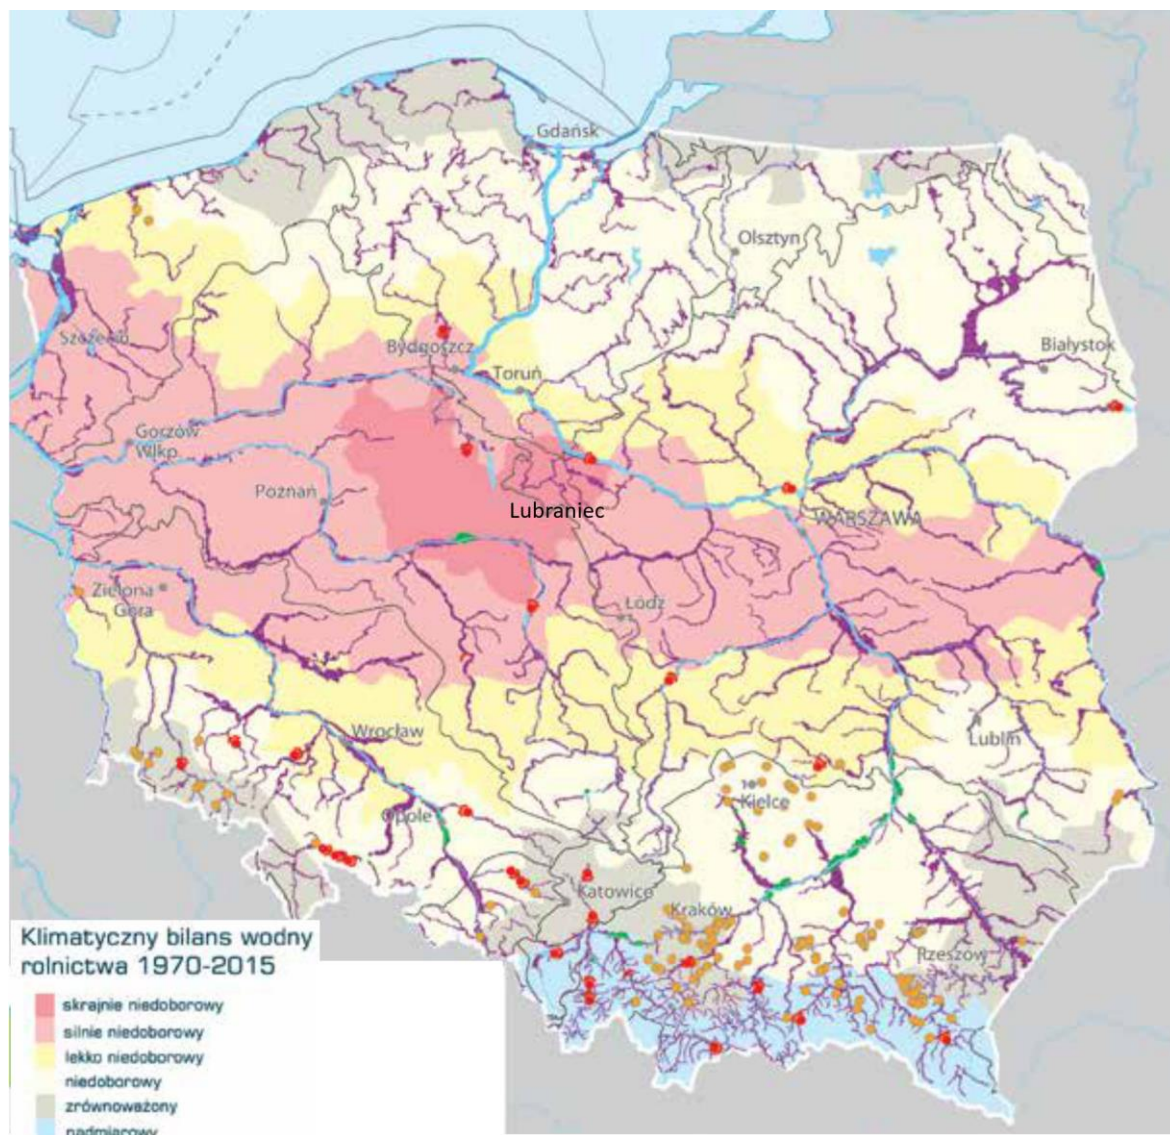 Gdańsk
Olsztyn
Szczecin
Bydgoszcz
Białystok
Toruń
Gorzów
Wlkp.
Poznań
Lubraniec
WARSZAWA
Zielona
Góra
Łódź
Wrocław
Lublin
Kielce
Opole
Katowice
Kraków
Rzeszów
Klimatyczny bilans wodny
rolnictwa 1970-2015
skrajnie niedoborowy
silnie niedoborowy
lekko niedoborowy
niedoborowy
zrównoważony
nadmiarowy